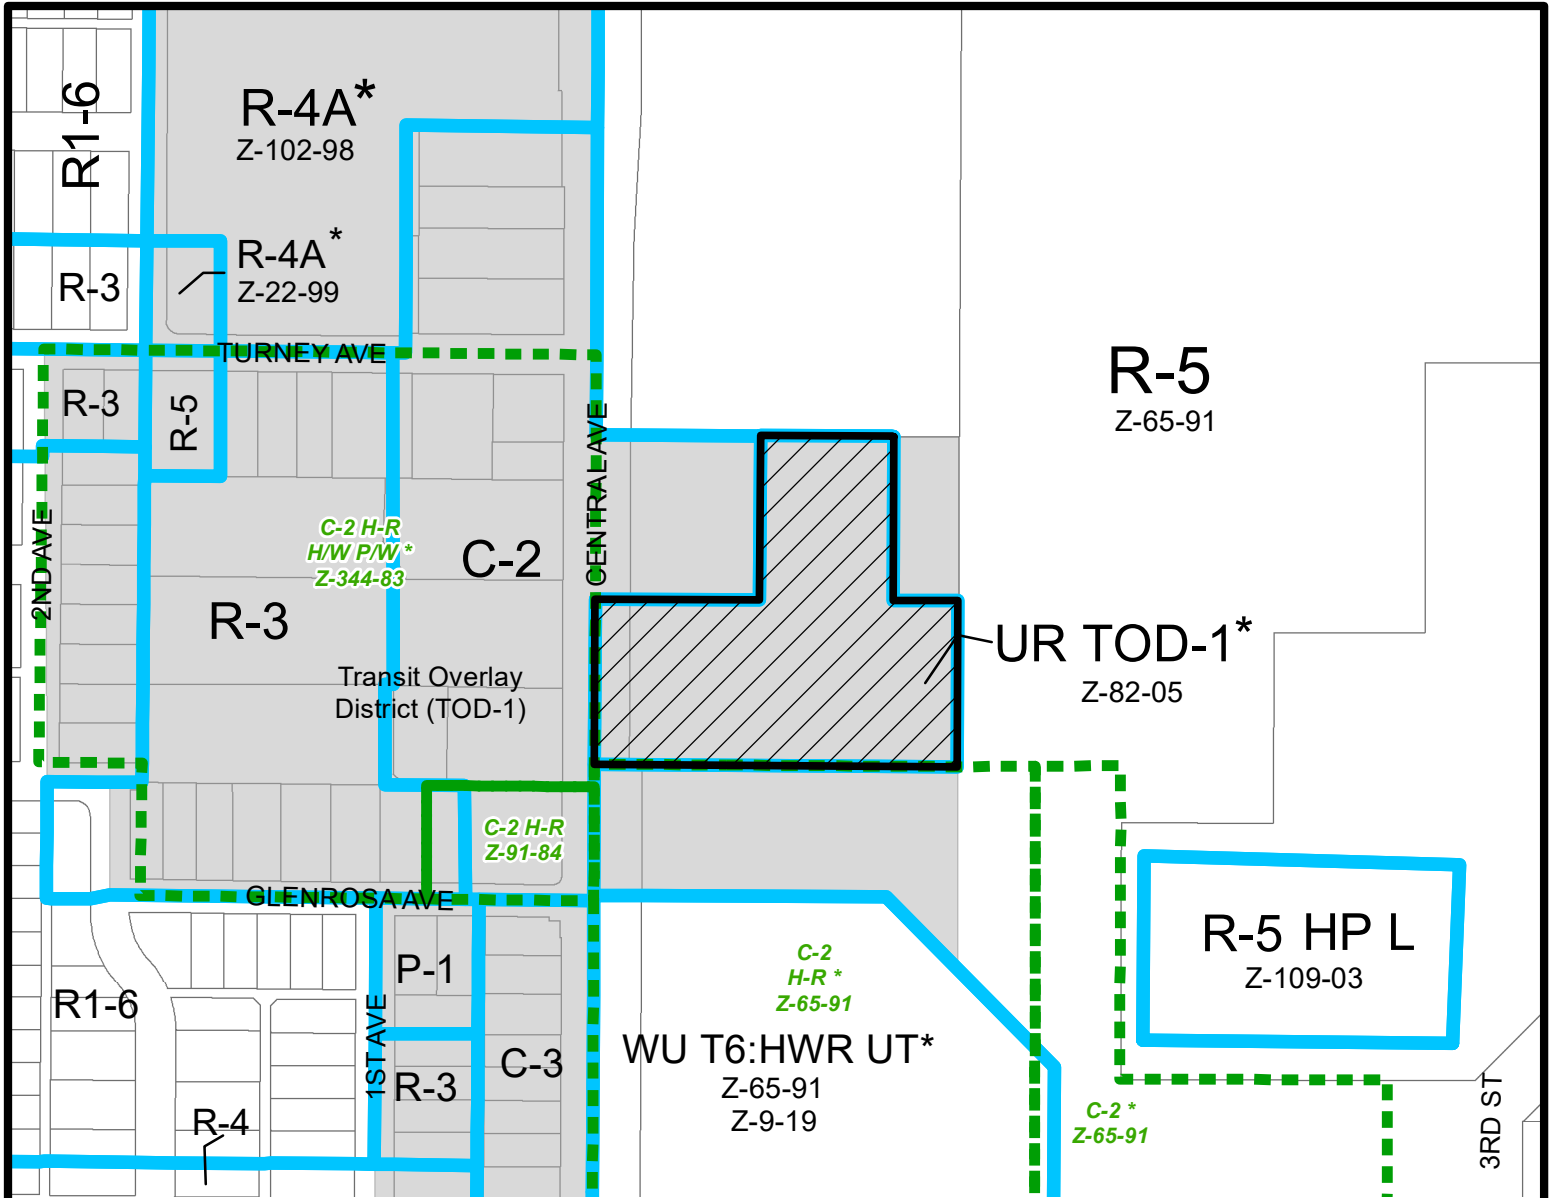 R1-6
R-4A*
Z-102-98
R-4A*
Z-22-99
R-3
TURNEY AVE
R-3
R-5
R-5
Z-65-91
CENTRAL AVE
2ND AVE
C-2 H-R
H/W P/W *
Z-344-83
C-2
R-3
UR TOD-1*
Z-82-05
Transit Overlay
District (TOD-1)
C-2 H-R
Z-91-84
GLENROSA AVE
R-5 HP L
Z-109-03
P-1
C-2
H-R *
Z-65-91
R1-6
1ST AVE
WU T6:HWR UT*
Z-65-91
Z-9-19
C-3
R-3
R-4
C-2 *
Z-65-91
3RD ST